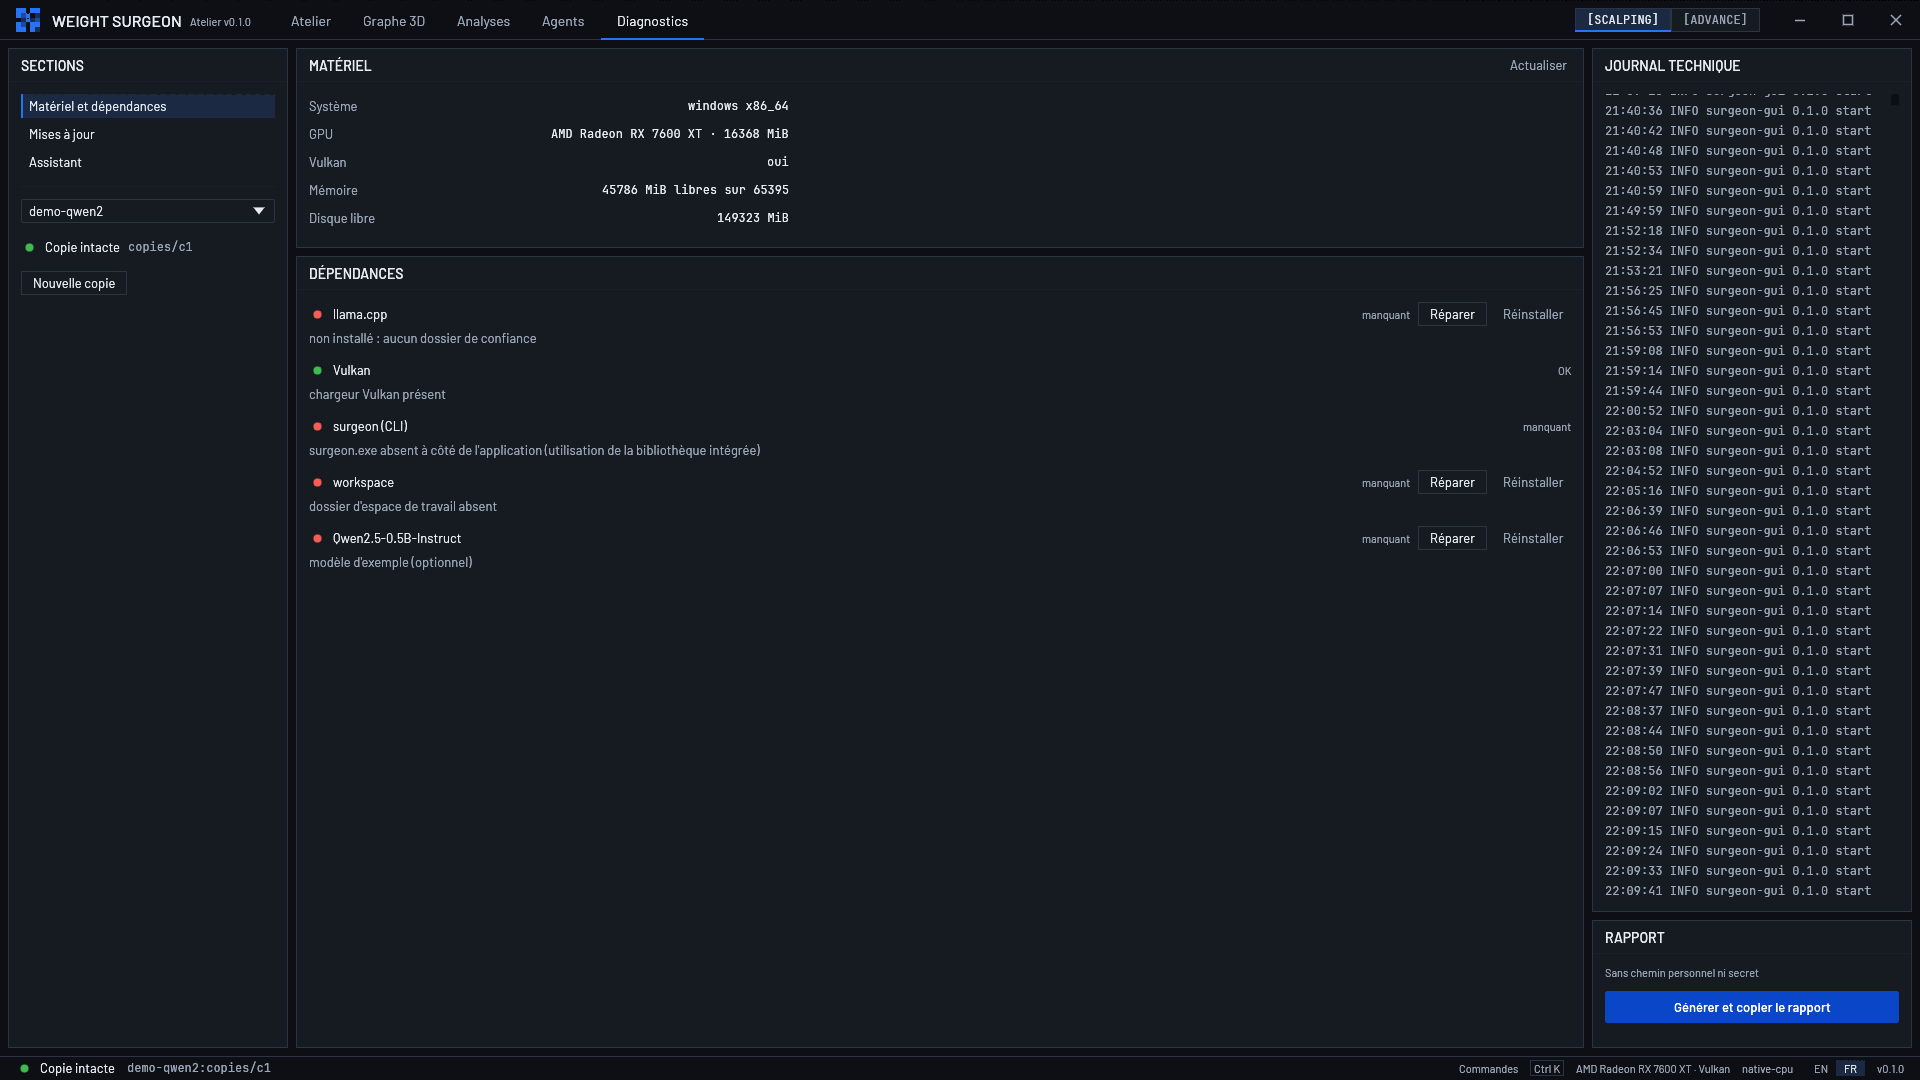 WEIGHT SURGEON Atelier v0.1.0 Atelier Graphe 3D Analyses Agents Diagnostics [SCALPING] [ADVANCE]
SECTIONS
Matériel et dépendances
Mises à jour
Assistant
demo-qwen2
Copie intacte copies/c1
Nouvelle copie
MATÉRIEL Actualiser
Système windows x86_64
GPU AMD Radeon RX 7600 XT · 16368 MiB
Vulkan oui
Mémoire 45786 MiB libres sur 65395
Disque libre 149323 MiB
DÉPENDANCES
llama.cpp manquant Réparer Réinstaller
non installé : aucun dossier de confiance
Vulkan OK
chargeur Vulkan présent
surgeon (CLI) manquant
surgeon.exe absent à côté de l'application (utilisation de la bibliothèque intégrée)
workspace manquant Réparer Réinstaller
dossier d'espace de travail absent
Qwen2.5-0.5B-Instruct manquant Réparer Réinstaller
modèle d'exemple (optionnel)
JOURNAL TECHNIQUE
21:40:36 INFO surgeon-gui 0.1.0 start
21:40:42 INFO surgeon-gui 0.1.0 start
21:40:48 INFO surgeon-gui 0.1.0 start
21:40:53 INFO surgeon-gui 0.1.0 start
21:40:59 INFO surgeon-gui 0.1.0 start
21:49:59 INFO surgeon-gui 0.1.0 start
21:52:18 INFO surgeon-gui 0.1.0 start
21:52:34 INFO surgeon-gui 0.1.0 start
21:53:21 INFO surgeon-gui 0.1.0 start
21:56:25 INFO surgeon-gui 0.1.0 start
21:56:45 INFO surgeon-gui 0.1.0 start
21:56:53 INFO surgeon-gui 0.1.0 start
21:59:08 INFO surgeon-gui 0.1.0 start
21:59:14 INFO surgeon-gui 0.1.0 start
21:59:44 INFO surgeon-gui 0.1.0 start
22:00:52 INFO surgeon-gui 0.1.0 start
22:03:04 INFO surgeon-gui 0.1.0 start
22:03:08 INFO surgeon-gui 0.1.0 start
22:04:52 INFO surgeon-gui 0.1.0 start
22:05:16 INFO surgeon-gui 0.1.0 start
22:06:39 INFO surgeon-gui 0.1.0 start
22:06:46 INFO surgeon-gui 0.1.0 start
22:06:53 INFO surgeon-gui 0.1.0 start
22:07:00 INFO surgeon-gui 0.1.0 start
22:07:07 INFO surgeon-gui 0.1.0 start
22:07:14 INFO surgeon-gui 0.1.0 start
22:07:22 INFO surgeon-gui 0.1.0 start
22:07:31 INFO surgeon-gui 0.1.0 start
22:07:39 INFO surgeon-gui 0.1.0 start
22:07:47 INFO surgeon-gui 0.1.0 start
22:08:37 INFO surgeon-gui 0.1.0 start
22:08:44 INFO surgeon-gui 0.1.0 start
22:08:50 INFO surgeon-gui 0.1.0 start
22:08:56 INFO surgeon-gui 0.1.0 start
22:09:02 INFO surgeon-gui 0.1.0 start
22:09:07 INFO surgeon-gui 0.1.0 start
22:09:15 INFO surgeon-gui 0.1.0 start
22:09:24 INFO surgeon-gui 0.1.0 start
22:09:33 INFO surgeon-gui 0.1.0 start
22:09:41 INFO surgeon-gui 0.1.0 start
RAPPORT
Sans chemin personnel ni secret
Générer et copier le rapport
Copie intacte demo-qwen2:copies/c1 Commandes Ctrl K AMD Radeon RX 7600 XT · Vulkan native-cpu EN FR v0.1.0